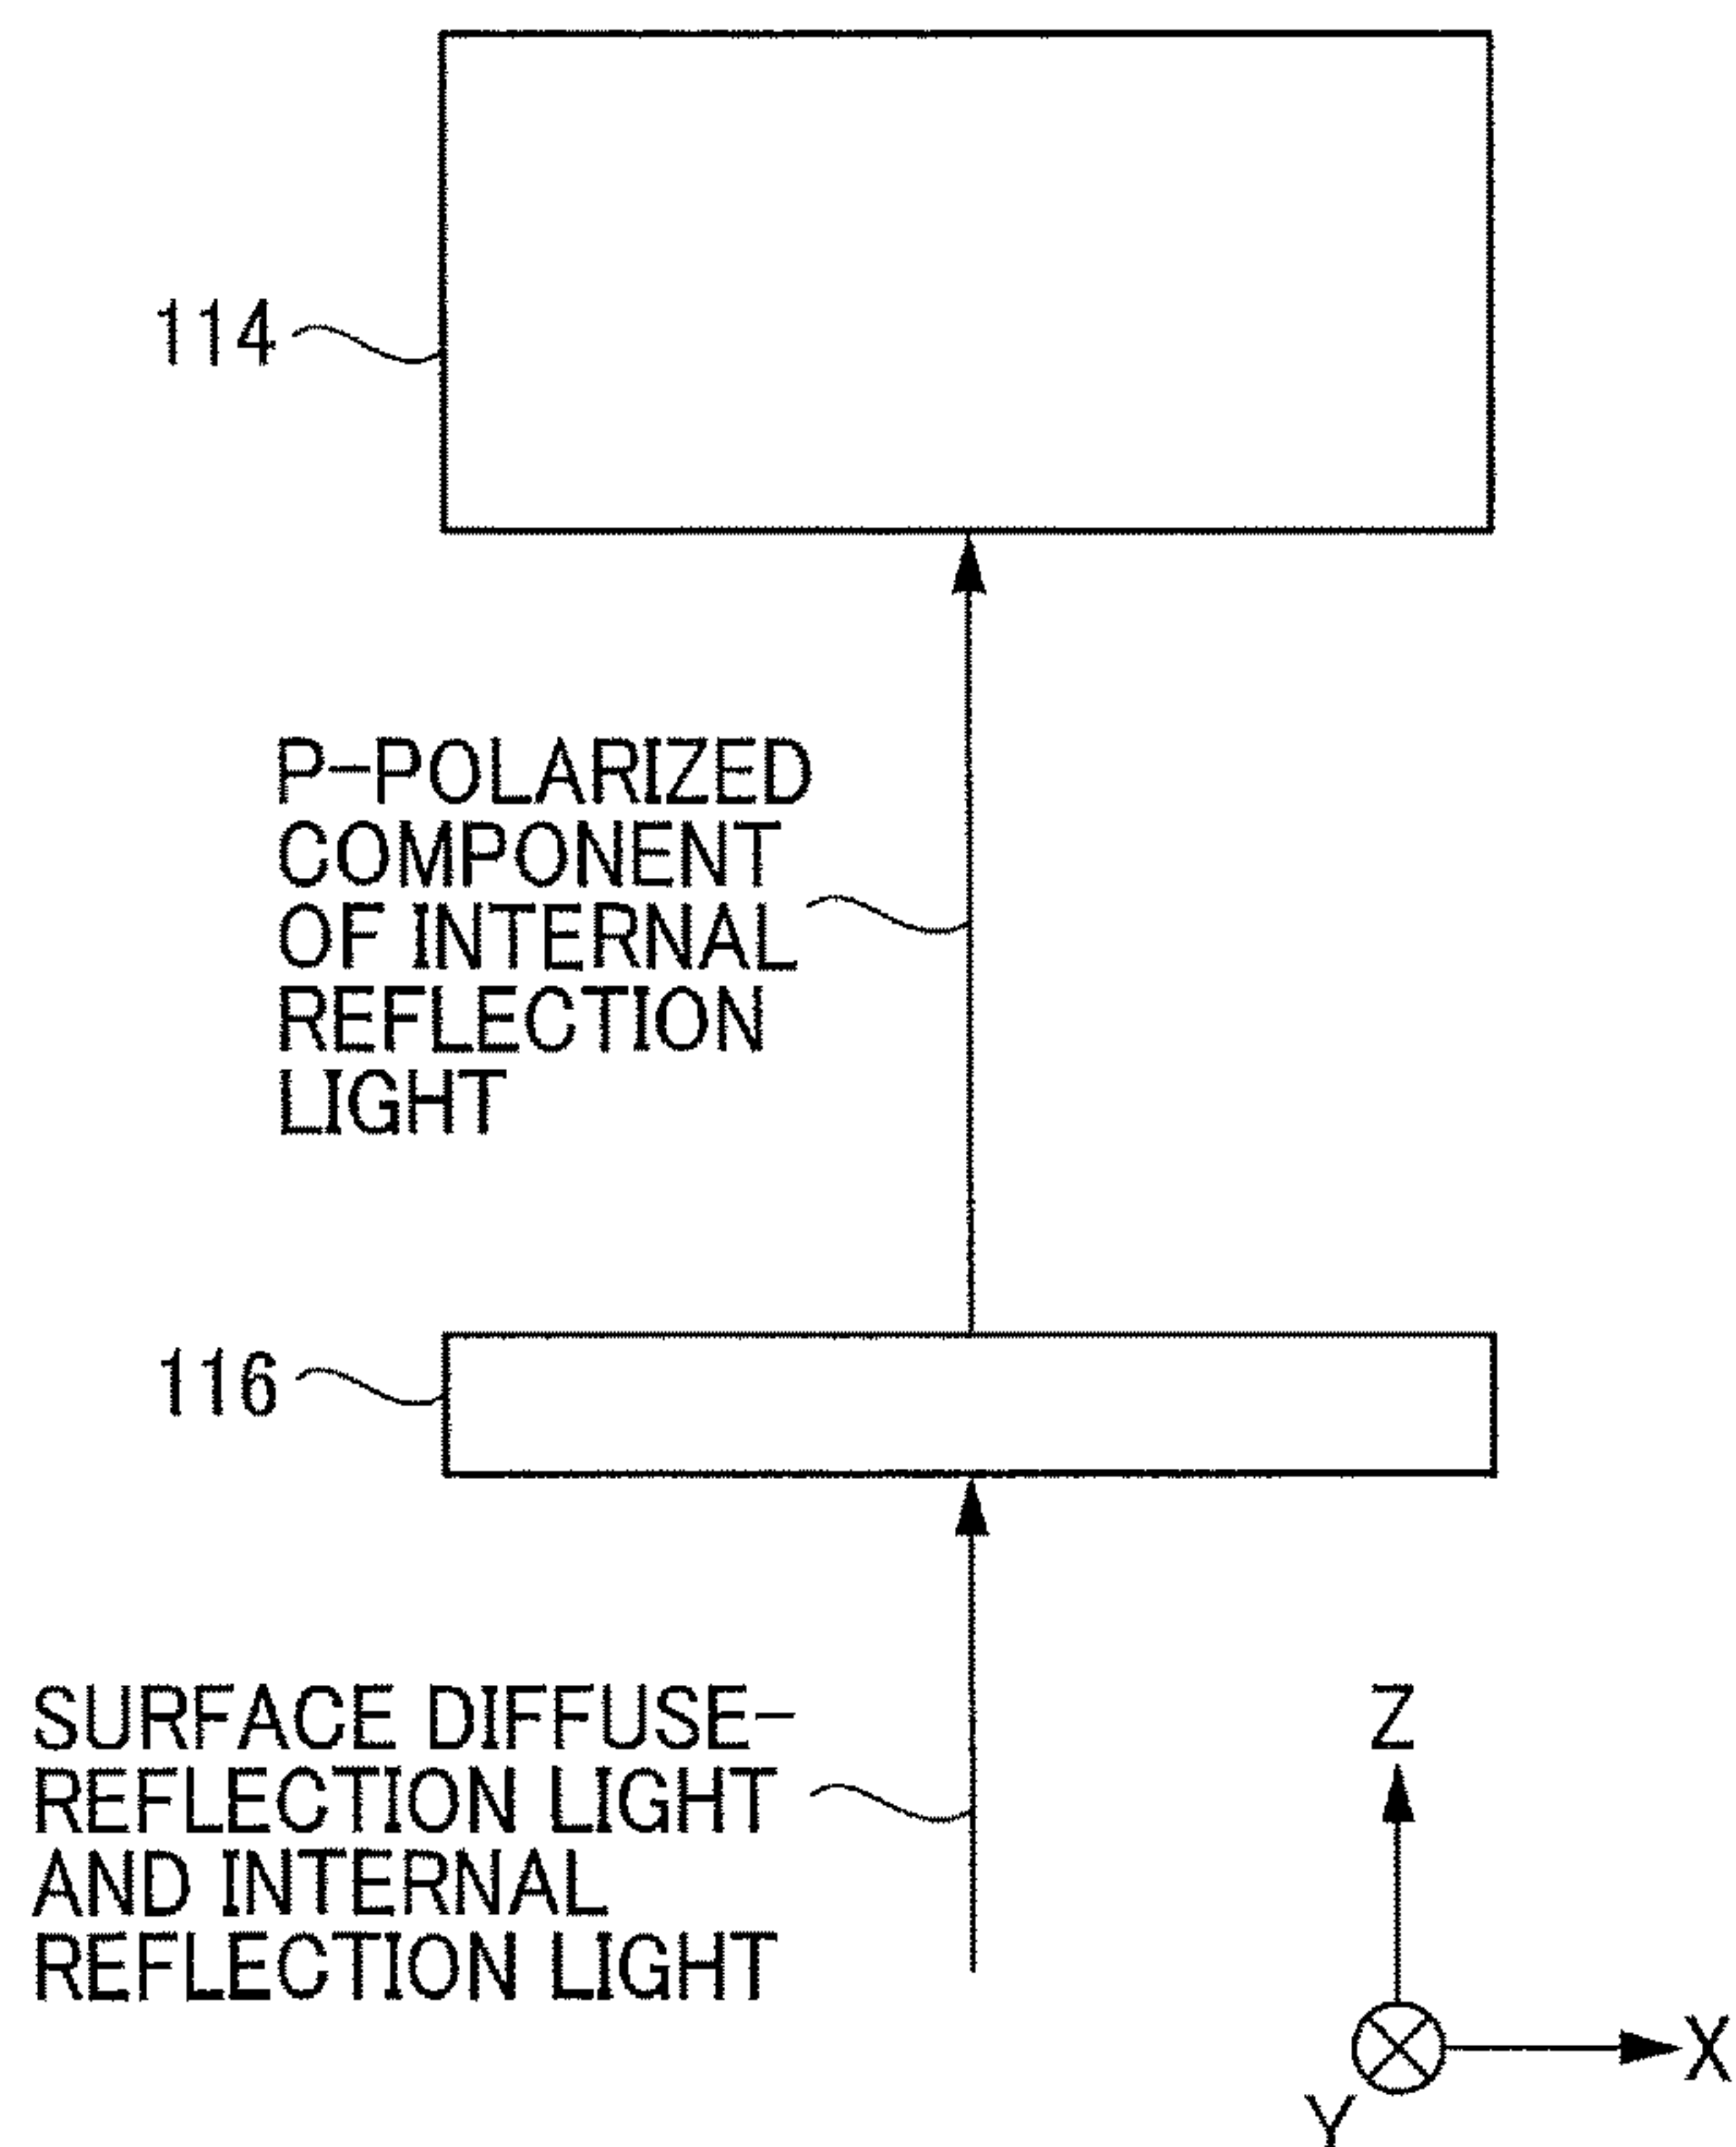 114
P-POLARIZED
COMPONENT
OF INTERNAL
REFLECTION
LIGHT
116
SURFACE DIFFUSE-
REFLECTION LIGHT
AND INTERNAL
REFLECTION LIGHT
Z
X
Y